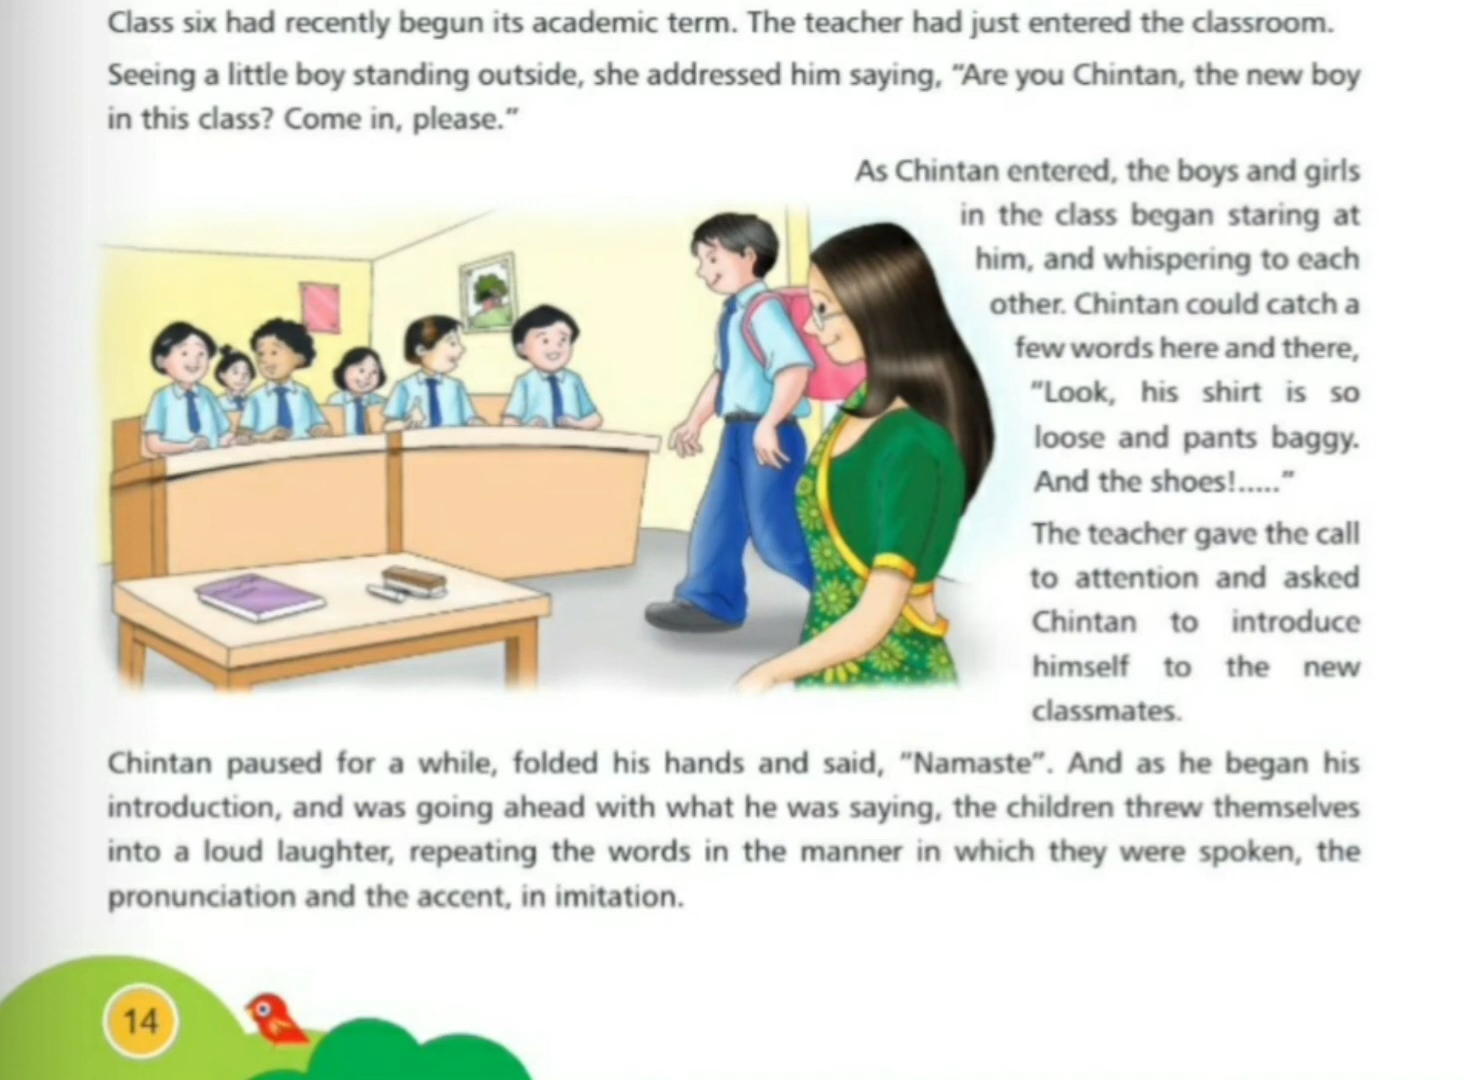 Class six had recently begun its academic term. The teacher had just entered the classroom.
Seeing a little boy standing outside, she addressed him saying, “Are you Chintan, the new boy
in this class? Come in, please.”
As Chintan entered, the boys and girls
in the class began staring at
him, and whispering to each
other. Chintan could catch a
few words here and there,
“Look, his shirt is so
loose and pants baggy.
And the shoes!.....”
The teacher gave the call
to attention and asked
Chintan to introduce
himself to the new
classmates.
Chintan paused for a while, folded his hands and said, “Namaste”. And as he began his
introduction, and was going ahead with what he was saying, the children threw themselves
into a loud laughter, repeating the words in the manner in which they were spoken, the
pronunciation and the accent, in imitation.
14